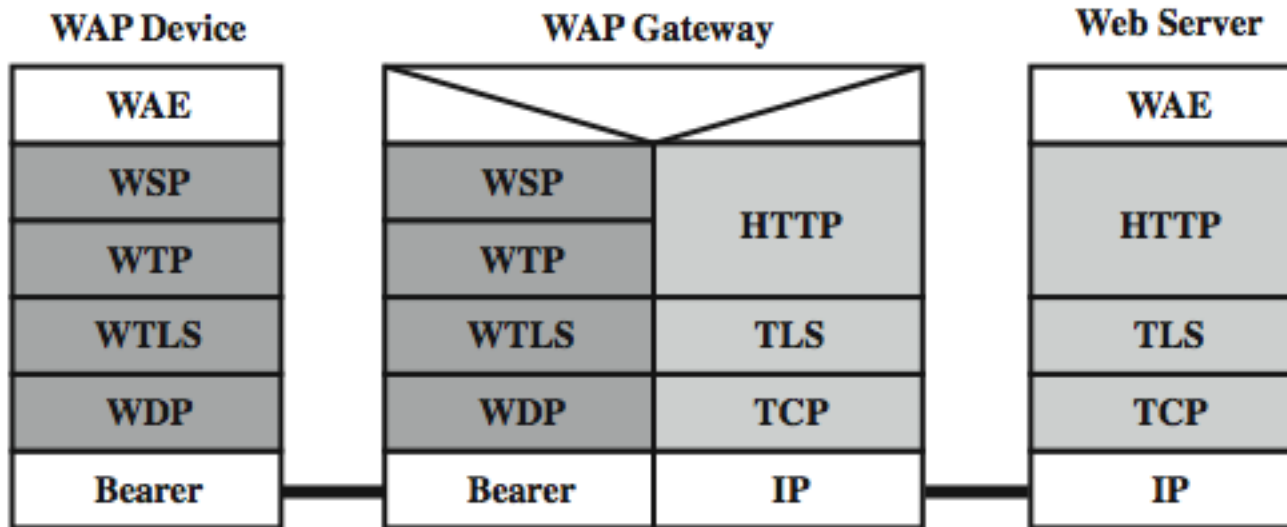 WAP Device
WAP Gateway
Web Server
WAE
WAE
WSP
WSP
HTTP
HTTP
WTP
WTP
WTLS
WTLS
TLS
TLS
WDP
WDP
TCP
TCP
Bearer
Bearer
IP
IP